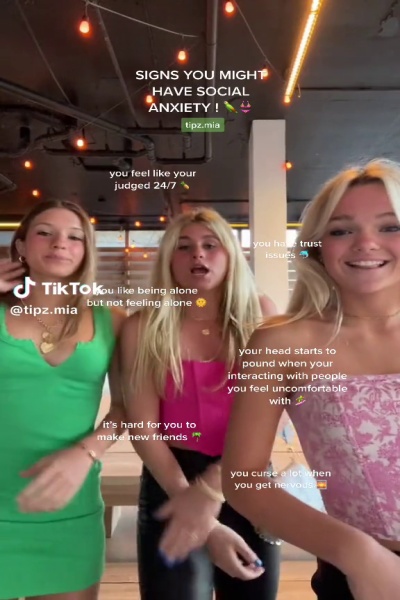 SIGNS YOU MIGHT
HAVE SOCIAL
ANXIETY ! 🦜👙
tipz.mia
you feel like your
judged 24/7 🦜
you have trust
issues 🐬
TikTok
@tipz.mia
you like being alone
but not feeling alone 🌞
your head starts to
pound when your
interacting with people
you feel uncomfortable
with 🏄
it's hard for you to
make new friends 🌴
you curse a lot when
you get nervous 🌅